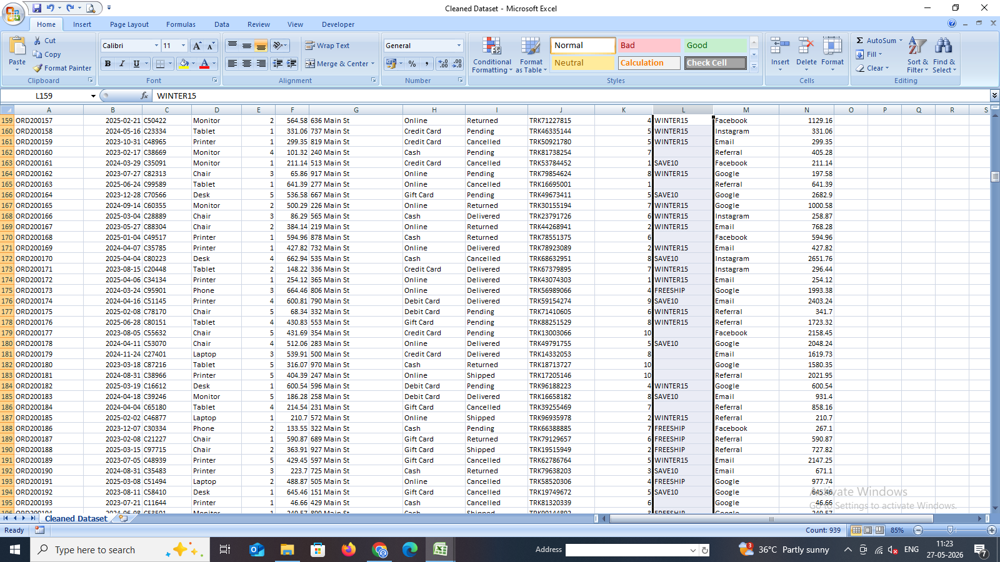 Cleaned Dataset - Microsoft Excel
Home Insert Page Layout Formulas Data Review View Developer
Paste Cut Copy Format Painter Clipboard
Calibri 11 A A B I U A Font
Wrap Text Merge & Center Alignment
General % , Number
Conditional Formatting Format as Table
Normal Bad Good
Neutral Calculation Check Cell
Styles
Insert Delete Format Cells
Σ AutoSum Fill Clear Sort & Filter Find & Select Editing
L159 fx WINTER15
A B C D E F G H I J K L M N O P Q R S
159 ORD200157 2025-02-21 C50422 Monitor 2 564.58 636 Main St Online Returned TRK71227815 4 WINTER15 Facebook 1129.16
160 ORD200158 2024-05-16 C23334 Tablet 1 331.06 737 Main St Credit Card Pending TRK46335144 5 WINTER15 Instagram 331.06
161 ORD200159 2023-10-31 C48965 Printer 1 299.35 819 Main St Credit Card Cancelled TRK50921780 5 WINTER15 Email 299.35
162 ORD200160 2023-02-17 C38669 Monitor 4 101.32 240 Main St Cash Pending TRK81738254 7 Referral 405.28
163 ORD200161 2024-03-29 C35091 Monitor 1 211.14 513 Main St Credit Card Cancelled TRK53784452 1 SAVE10 Facebook 211.14
164 ORD200162 2023-07-27 C82313 Chair 3 65.86 917 Main St Online Pending TRK79854624 8 WINTER15 Google 197.58
165 ORD200163 2025-06-24 C99589 Tablet 1 641.39 277 Main St Online Cancelled TRK16695001 1 Referral 641.39
166 ORD200164 2023-12-28 C70566 Desk 5 536.58 667 Main St Gift Card Pending TRK49673411 5 SAVE10 Google 2682.9
167 ORD200165 2024-09-14 C60355 Monitor 2 500.29 226 Main St Online Returned TRK30155194 7 WINTER15 Google 1000.58
168 ORD200166 2025-03-04 C28889 Chair 3 86.29 565 Main St Cash Delivered TRK23791726 6 WINTER15 Instagram 258.87
169 ORD200167 2023-05-27 C88304 Chair 2 384.14 219 Main St Online Returned TRK44268941 2 WINTER15 Email 768.28
170 ORD200168 2025-01-04 C49517 Printer 1 594.96 878 Main St Cash Returned TRK78551375 6 Facebook 594.96
171 ORD200169 2024-04-07 C35785 Printer 1 427.82 732 Main St Online Delivered TRK78923089 2 WINTER15 Email 427.82
172 ORD200170 2025-04-04 C80223 Desk 4 662.94 535 Main St Cash Cancelled TRK68632951 8 SAVE10 Instagram 2651.76
173 ORD200171 2023-08-15 C20448 Tablet 2 148.22 336 Main St Credit Card Delivered TRK67379895 7 WINTER15 Instagram 296.44
174 ORD200172 2025-04-06 C34134 Printer 1 254.12 365 Main St Online Delivered TRK43074303 1 WINTER15 Email 254.12
175 ORD200173 2024-03-24 C95901 Phone 3 664.46 806 Main St Online Delivered TRK56989066 4 FREESHIP Google 1993.38
176 ORD200174 2024-04-16 C51145 Printer 4 600.81 790 Main St Debit Card Delivered TRK59154274 9 SAVE10 Email 2403.24
177 ORD200175 2025-02-08 C78170 Chair 5 68.34 332 Main St Debit Card Pending TRK71410605 6 WINTER15 Referral 341.7
178 ORD200176 2025-06-28 C80151 Tablet 4 430.83 553 Main St Gift Card Pending TRK88251529 8 WINTER15 Referral 1723.32
179 ORD200177 2023-08-05 C55632 Chair 5 431.69 354 Main St Credit Card Pending TRK13003066 10 Facebook 2158.45
180 ORD200178 2024-04-11 C53070 Chair 4 512.06 283 Main St Online Delivered TRK49791755 5 SAVE10 Google 2048.24
181 ORD200179 2024-11-24 C27401 Laptop 3 539.91 500 Main St Credit Card Delivered TRK14332053 8 Email 1619.73
182 ORD200180 2023-03-18 C87216 Tablet 5 316.07 970 Main St Cash Returned TRK18713727 10 Google 1580.35
183 ORD200181 2024-08-31 C38966 Printer 5 404.39 247 Main St Online Shipped TRK17205146 10 Referral 2021.95
184 ORD200182 2025-03-19 C16612 Desk 1 600.54 596 Main St Debit Card Pending TRK96188223 4 WINTER15 Google 600.54
185 ORD200183 2024-04-18 C39246 Monitor 5 186.28 258 Main St Debit Card Delivered TRK16658182 8 SAVE10 Email 931.4
186 ORD200184 2024-04-04 C65180 Tablet 4 214.54 231 Main St Gift Card Cancelled TRK39255469 7 Referral 858.16
187 ORD200185 2025-02-02 C46877 Laptop 1 210.7 572 Main St Online Shipped TRK96935978 2 WINTER15 Referral 210.7
188 ORD200186 2023-12-07 C30334 Phone 2 133.55 322 Main St Cash Pending TRK66388885 7 FREESHIP Facebook 267.1
189 ORD200187 2023-02-08 C21227 Chair 1 590.87 689 Main St Gift Card Returned TRK79129657 6 FREESHIP Referral 590.87
190 ORD200188 2025-03-15 C97715 Chair 2 363.91 927 Main St Gift Card Shipped TRK19515949 2 FREESHIP Referral 727.82
191 ORD200189 2023-07-05 C48939 Printer 5 429.45 597 Main St Gift Card Cancelled TRK62786764 5 WINTER15 Email 2147.25
192 ORD200190 2024-08-31 C35483 Printer 3 223.7 725 Main St Cash Returned TRK79638203 3 SAVE10 Email 671.1
193 ORD200191 2025-03-08 C51494 Laptop 2 488.87 505 Main St Online Cancelled TRK58520306 4 FREESHIP Google 977.74
194 ORD200192 2023-08-11 C58410 Desk 1 645.46 151 Main St Gift Card Cancelled TRK19749672 5 SAVE10 Google 645.46
195 ORD200193 2023-07-21 C11644 Printer 1 46.66 429 Main St Cash Cancelled TRK81320339 6 Google 46.66
Activate Windows
Go to Settings to activate Windows.
Cleaned Dataset
Ready Count: 939 85%
Type here to search Address 3 36°C Partly sunny ENG 11:23
27-05-2026 7